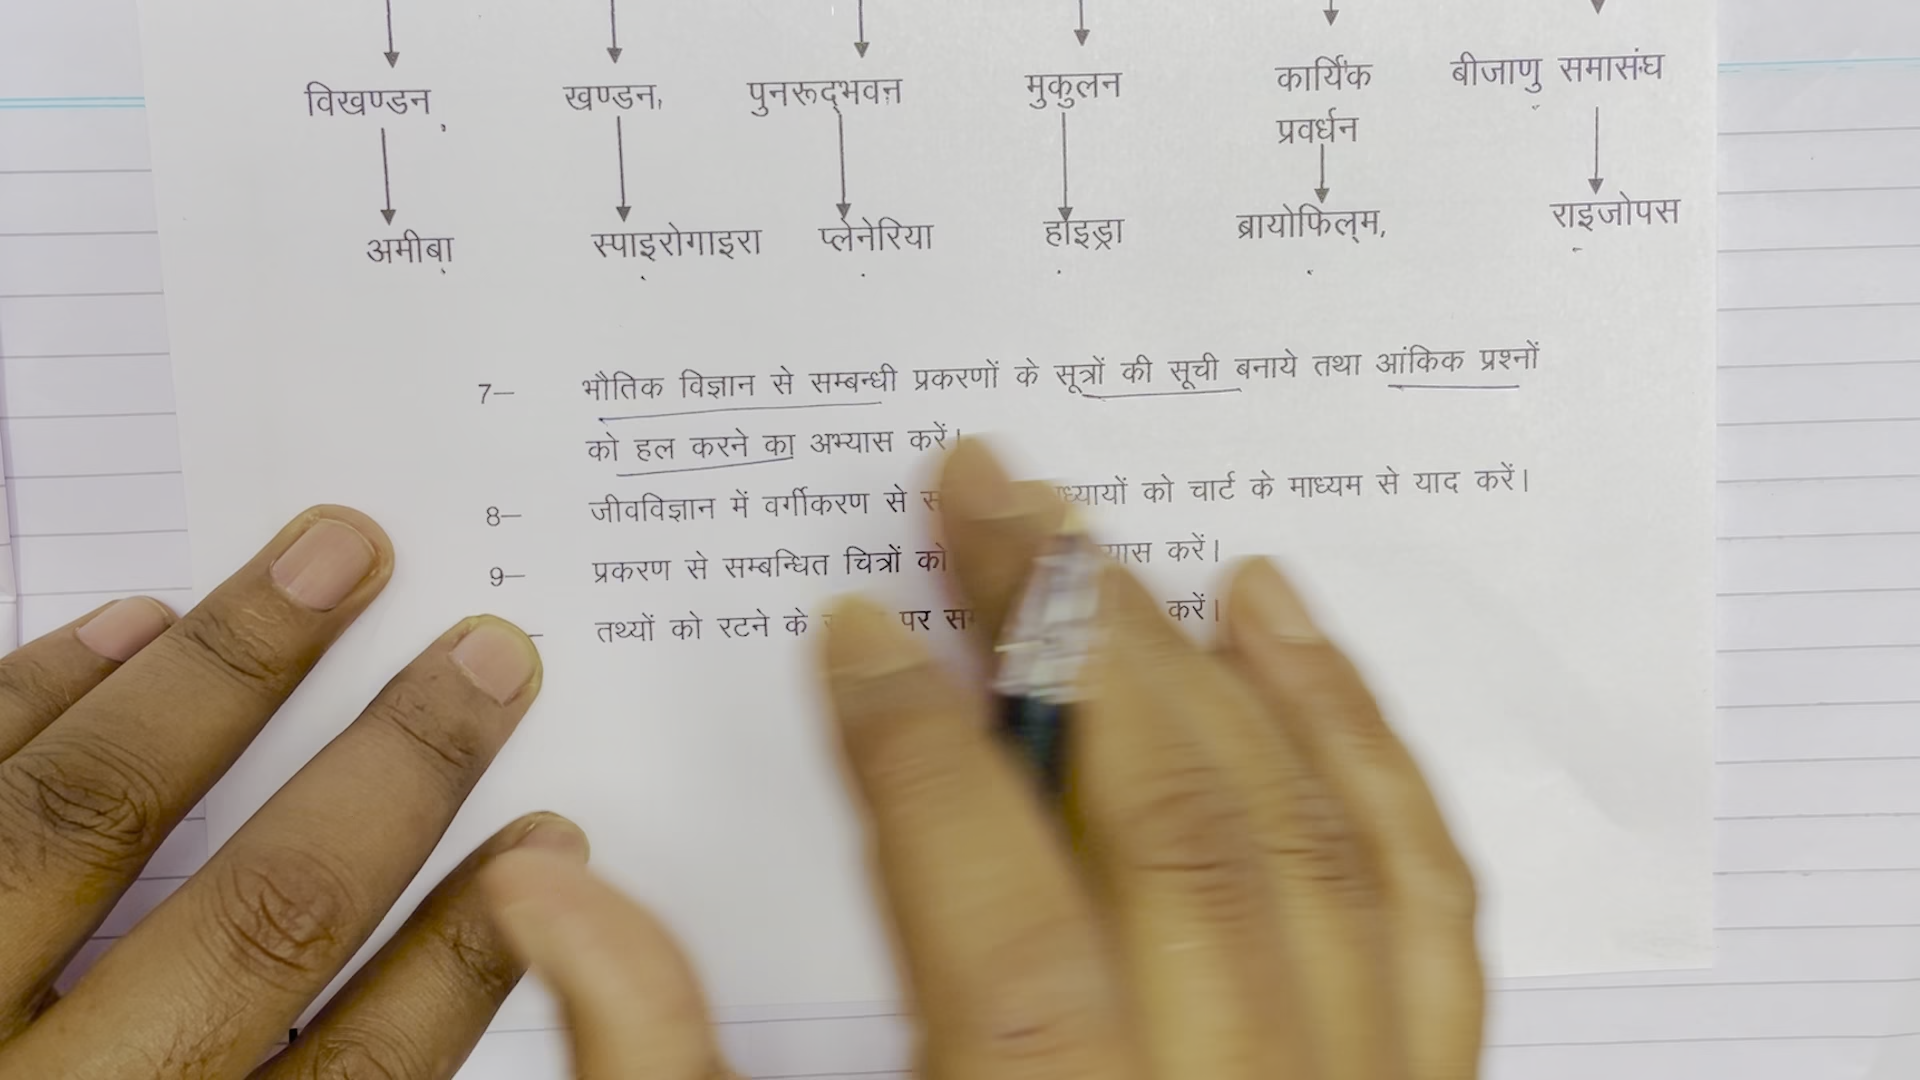 विखण्डन खण्डन, पुनरूद्भवन मुकुलन कार्यिक बीजाणु समासंघ
प्रवर्धन
अमीबा स्पाइरोगाइरा प्लेनेरिया हाइड्रा ब्रायोफिल्म, राइजोपस
7– भौतिक विज्ञान से सम्बन्धी प्रकरणों के सूत्रों की सूची बनाये तथा आंकिक प्रश्नों
को हल करने का अभ्यास करें।
8– जीवविज्ञान में वर्गीकरण से को चार्ट के माध्यम से याद करें।
9– प्रकरण से सम्बन्धित चित्रों को करें।
तथ्यों को रटने के पर करें।